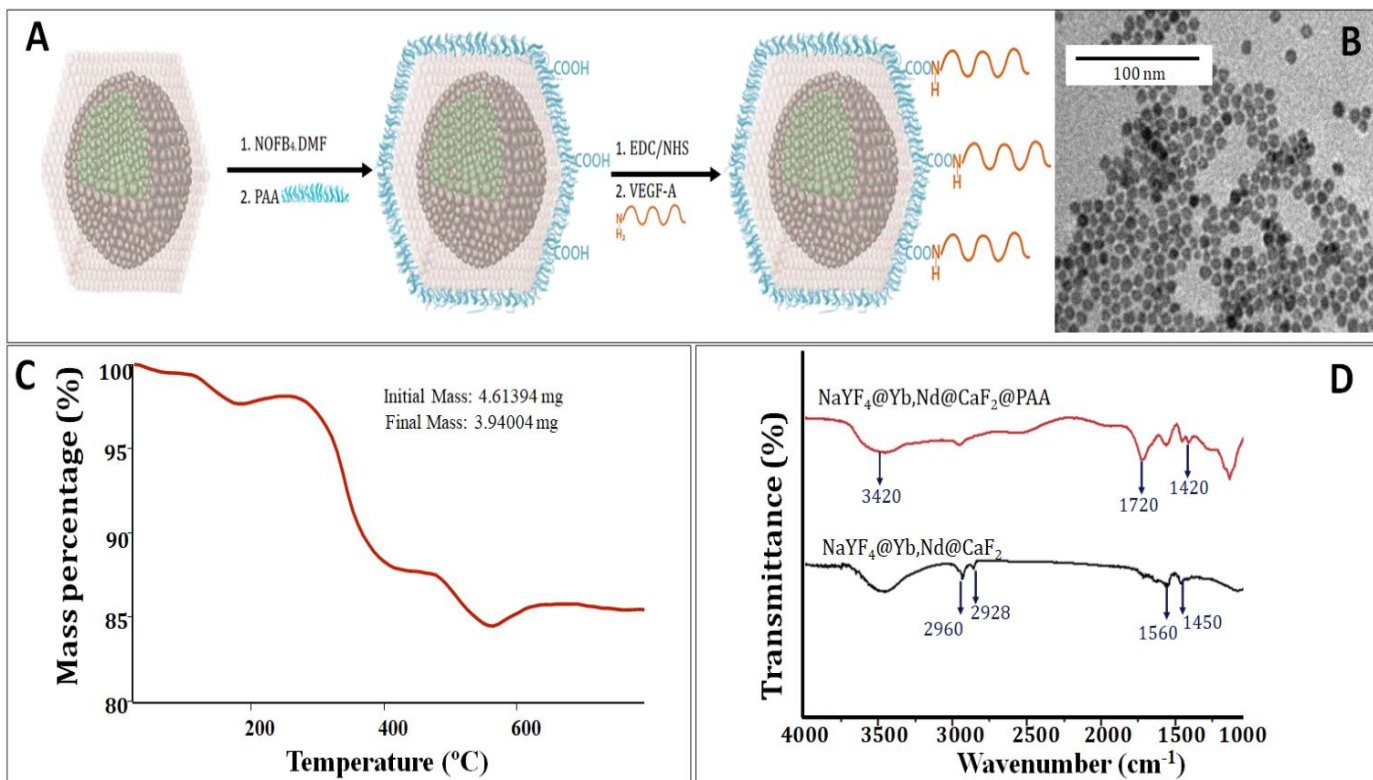 A
1. NOFB₄, DMF
2. PAA
COOH
COOH
COOH
1. EDC/NHS
2. VEGF-A
N
H₂
COO N
H
COO N
H
COO N
H
B
100 nm
C
Mass percentage (%)
100
95
90
85
80
Initial Mass: 4.61394 mg
Final Mass: 3.94004 mg
200
400
600
Temperature (ºC)
D
Transmittance (%)
NaYF₄@Yb,Nd@CaF₂@PAA
3420
1720
1420
NaYF₄@Yb,Nd@CaF₂
2960
2928
1560
1450
4000 3500 3000 2500 2000 1500 1000
Wavenumber (cm⁻¹)